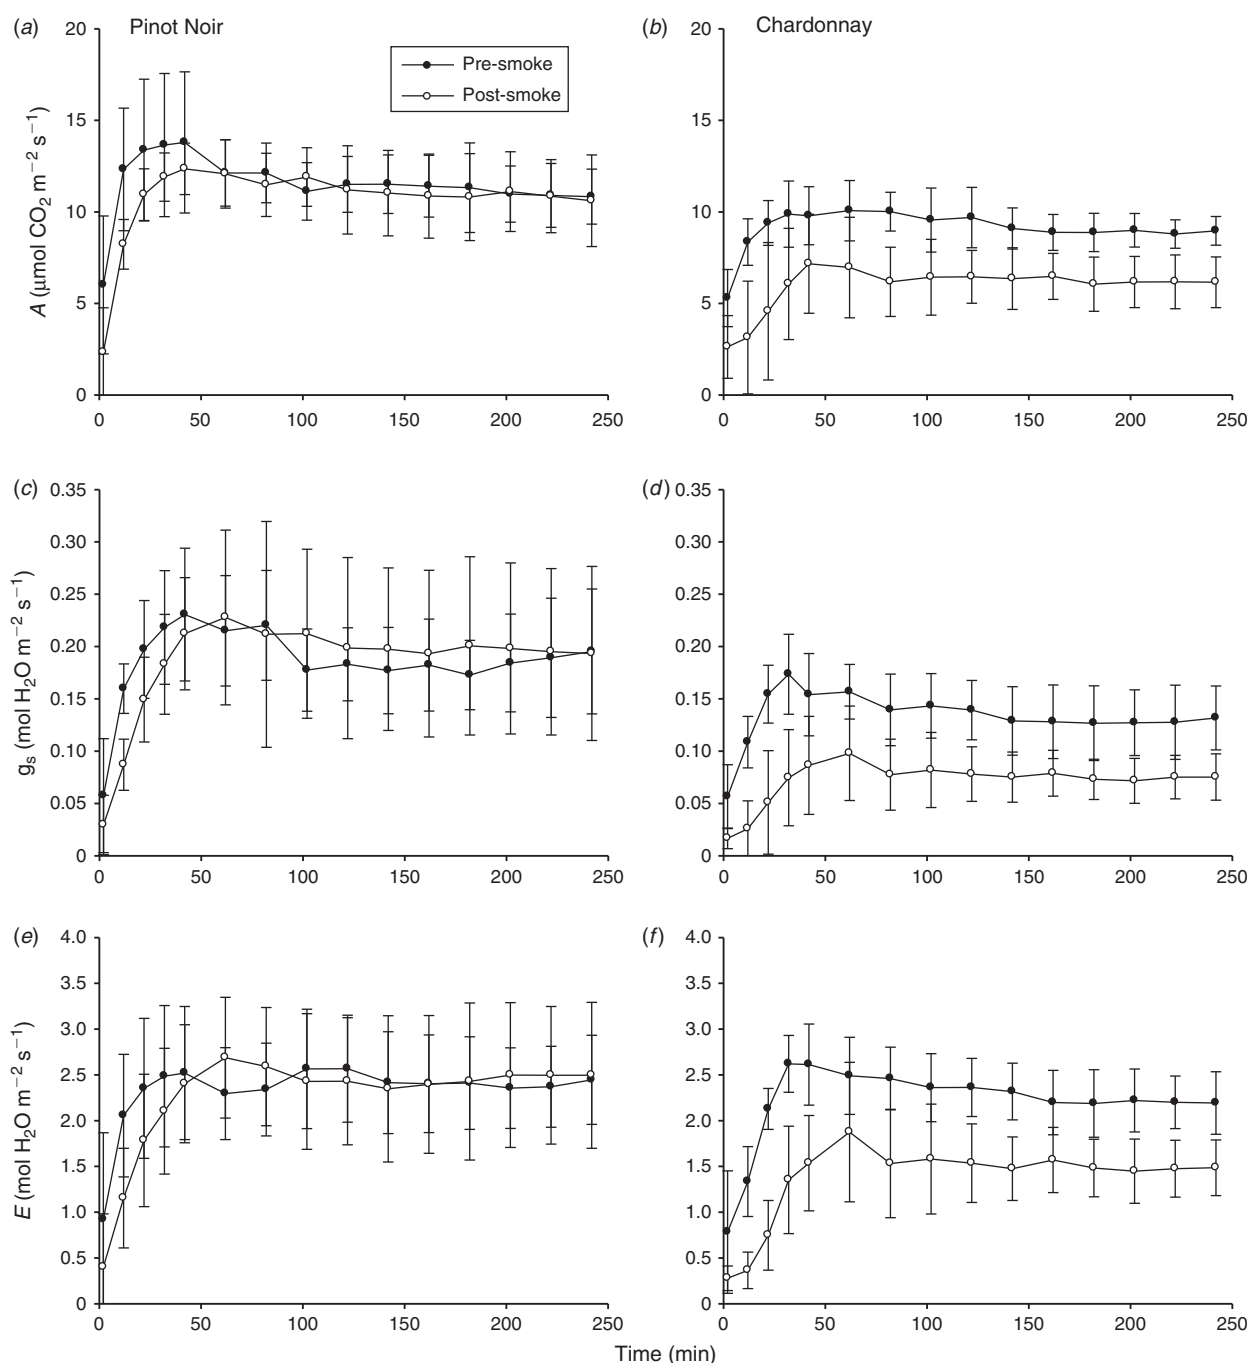 (a) Pinot Noir
Pre-smoke
Post-smoke
A (μmol CO₂ m⁻² s⁻¹)
20
15
10
5
0
0 50 100 150 200 250
(b) Chardonnay
20
15
10
5
0
0 50 100 150 200 250
(c)
gₛ (mol H₂O m⁻² s⁻¹)
0.35
0.30
0.25
0.20
0.15
0.10
0.05
0
0 50 100 150 200 250
(d)
0.35
0.30
0.25
0.20
0.15
0.10
0.05
0
0 50 100 150 200 250
(e)
E (mol H₂O m⁻² s⁻¹)
4.0
3.5
3.0
2.5
2.0
1.5
1.0
0.5
0
0 50 100 150 200 250
(f)
4.0
3.5
3.0
2.5
2.0
1.5
1.0
0.5
0
0 50 100 150 200 250
Time (min)